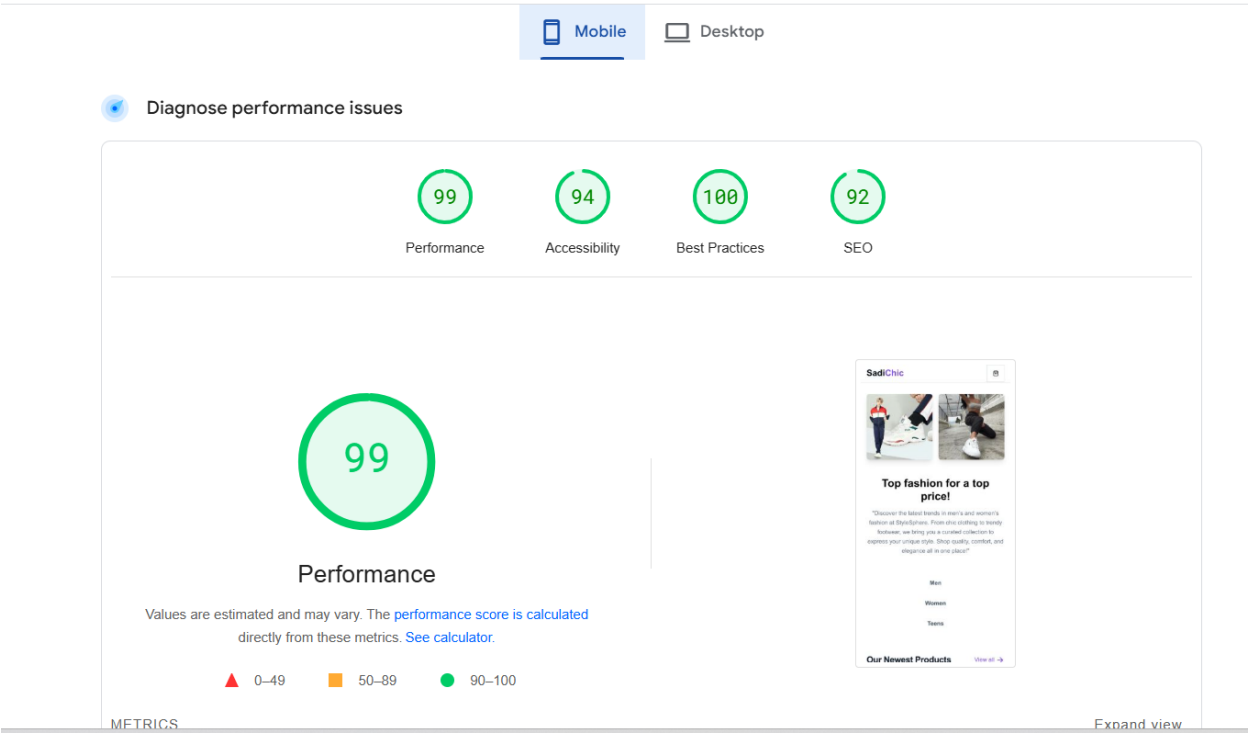 Mobile
Desktop
Diagnose performance issues
99
94
100
92
Performance
Accessibility
Best Practices
SEO
99
Performance
Values are estimated and may vary. The performance score is calculated
directly from these metrics. See calculator.
0–49
50–89
90–100
SadiChic
Top fashion for a top
price!
"Discover the latest trends in men's and women's
fashion at StyleSphere. From chic clothing to trendy
footwear, we bring you a curated collection to
express your unique style. Shop quality, comfort, and
elegance all in one place!"
Men
Women
Teens
Our Newest Products
View all →
METRICS
Expand view